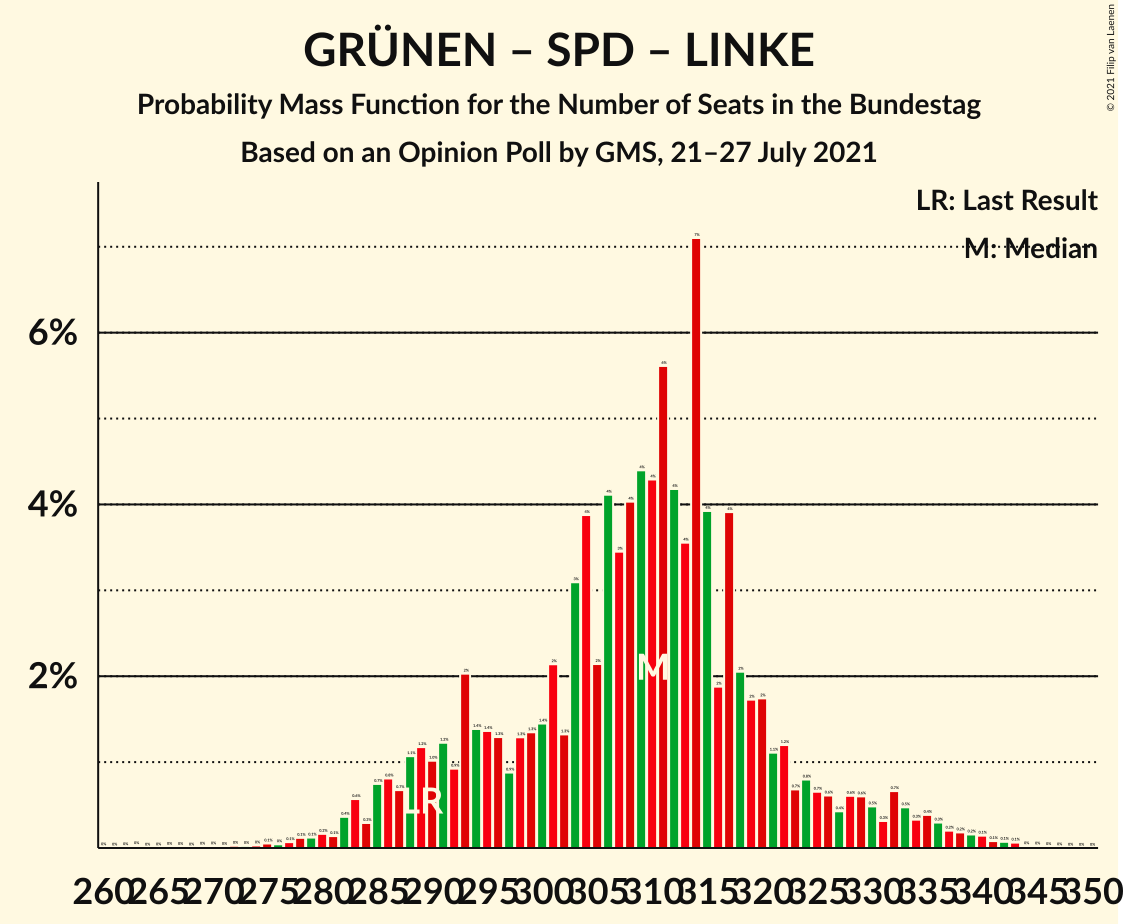 GRÜNEN – SPD – LINKE
Probability Mass Function for the Number of Seats in the Bundestag
Based on an Opinion Poll by GMS, 21–27 July 2021
© 2021 Filip van Laenen
LR: Last Result
M: Median
6%
4%
2%
LR
M
260 265 270 275 280 285 290 295 300 305 310 315 320 325 330 335 340 345 350